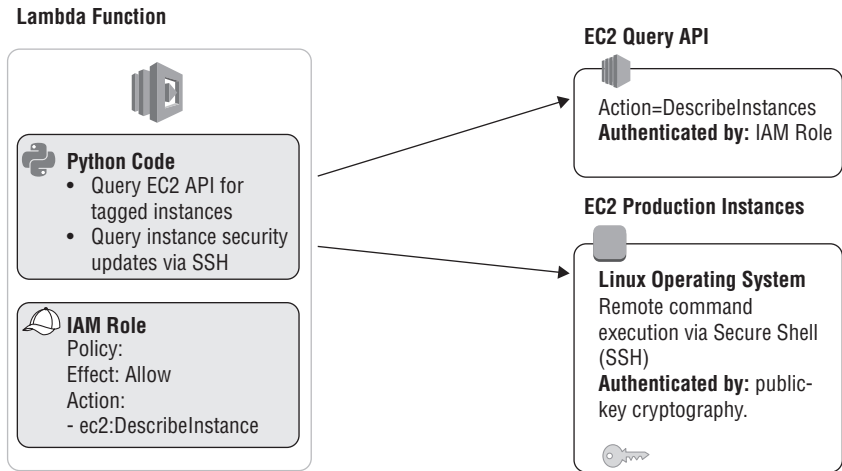 Lambda Function
Python Code
• Query EC2 API for
tagged instances
• Query instance security
updates via SSH
IAM Role
Policy:
Effect: Allow
Action:
- ec2:DescribeInstance
EC2 Query API
Action=DescribeInstances
Authenticated by: IAM Role
EC2 Production Instances
Linux Operating System
Remote command
execution via Secure Shell
(SSH)
Authenticated by: public-
key cryptography.